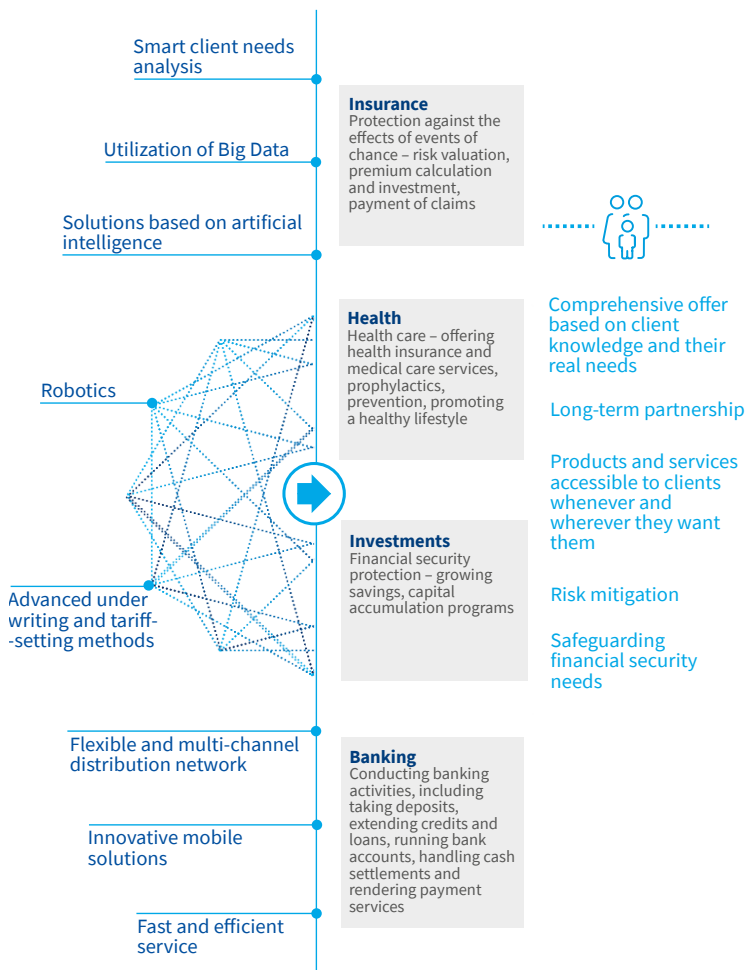 Smart client needs
analysis
Utilization of Big Data
Solutions based on artificial
intelligence
Robotics
Advanced under
writing and tariff-
-setting methods
Flexible and multi-channel
distribution network
Innovative mobile
solutions
Fast and efficient
service
Insurance
Protection against the
effects of events of
chance – risk valuation,
premium calculation
and investment,
payment of claims
Health
Health care – offering
health insurance and
medical care services,
prophylactics,
prevention, promoting
a healthy lifestyle
Investments
Financial security
protection – growing
savings, capital
accumulation programs
Banking
Conducting banking
activities, including
taking deposits,
extending credits and
loans, running bank
accounts, handling cash
settlements and
rendering payment
services
Comprehensive offer
based on client
knowledge and their
real needs
Long-term partnership
Products and services
accessible to clients
whenever and
wherever they want
them
Risk mitigation
Safeguarding
financial security
needs